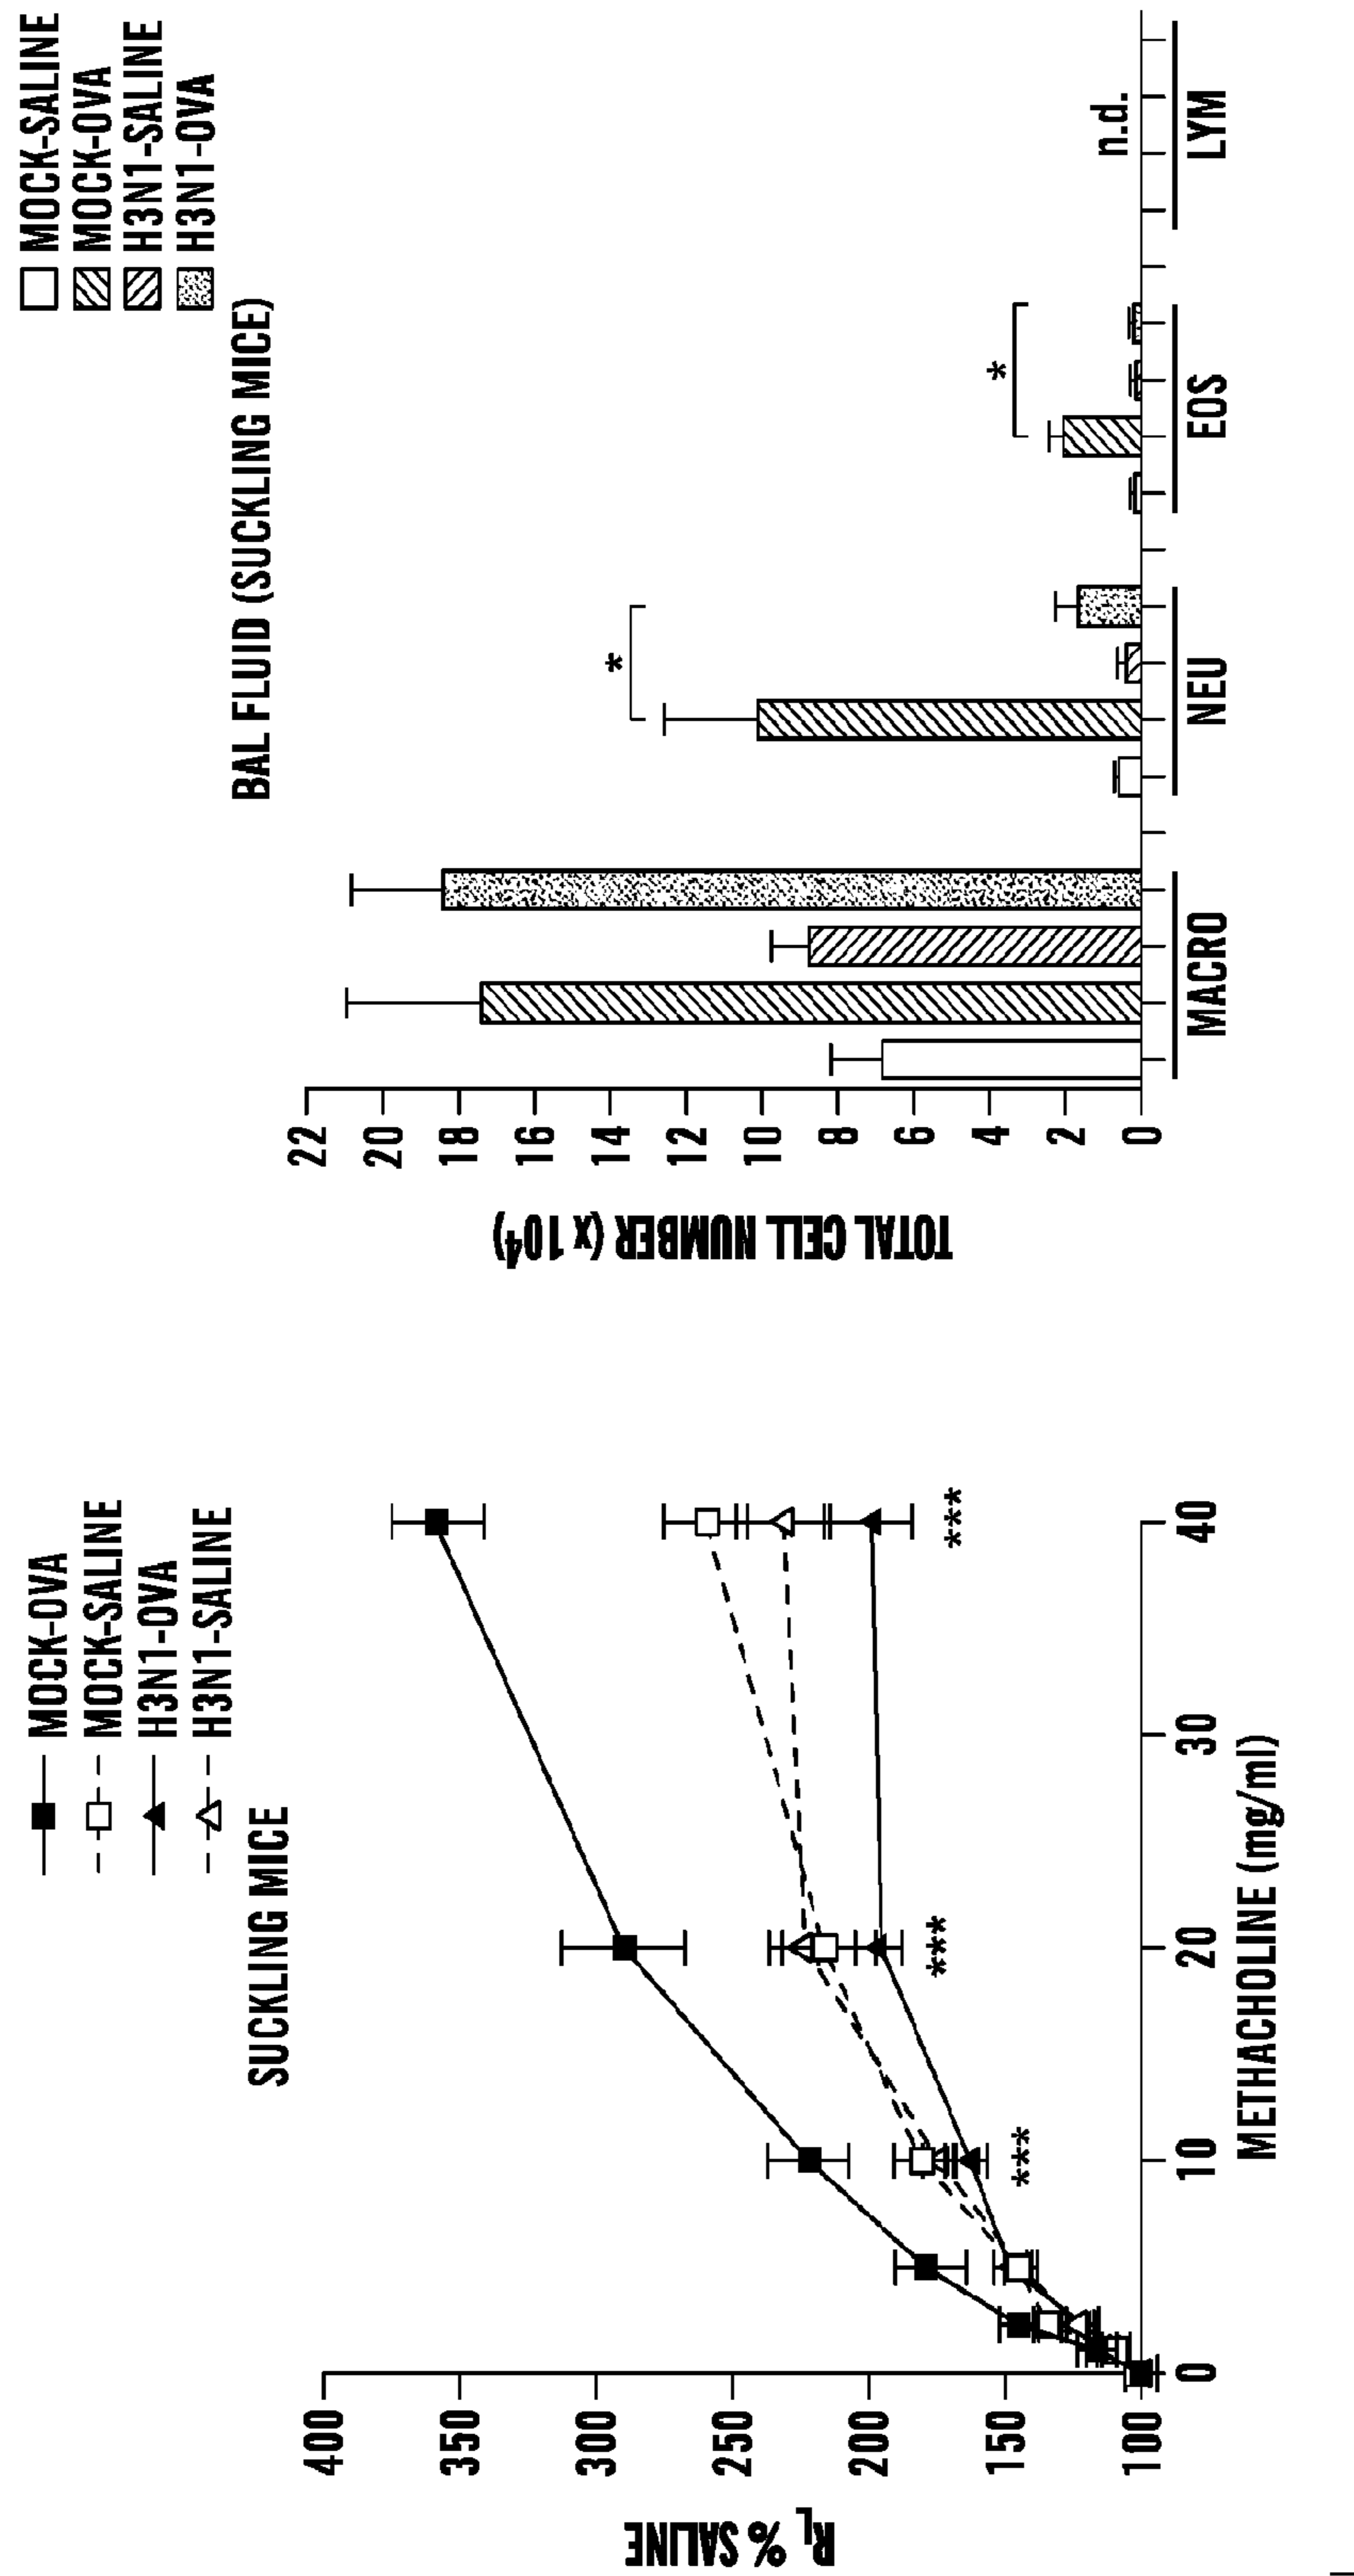 MOCK-OVA
MOCK-SALINE
H3N1-OVA
H3N1-SALINE
SUCKLING MICE
400
350
300
250
200
150
100
R_L % SALINE
0
10
20
30
40
***
***
***
METHACHOLINE (mg/ml)
MOCK-SALINE
MOCK-OVA
H3N1-SALINE
H3N1-OVA
BAL FLUID (SUCKLING MICE)
22
20
18
16
14
12
10
8
6
4
2
0
TOTAL CELL NUMBER (x 10⁴)
*
*
n.d.
MACRO
NEU
EOS
LYM